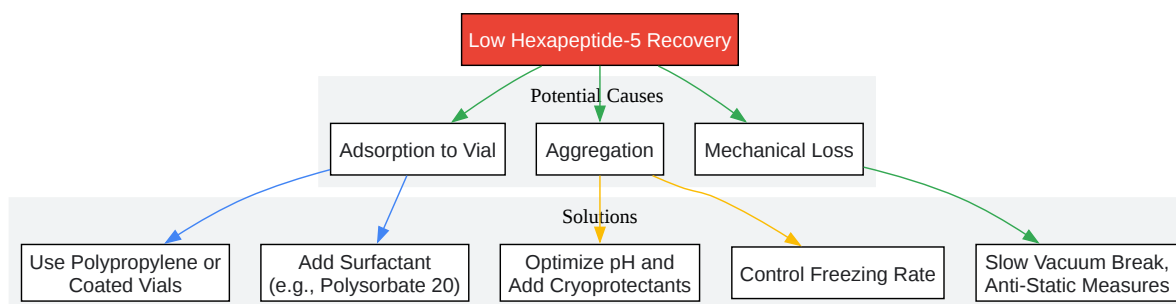 Low Hexapeptide-5 Recovery
Potential Causes
Adsorption to Vial
Aggregation
Mechanical Loss
Solutions
Use Polypropylene or
Coated Vials
Add Surfactant
(e.g., Polysorbate 20)
Optimize pH and
Add Cryoprotectants
Control Freezing Rate
Slow Vacuum Break,
Anti-Static Measures